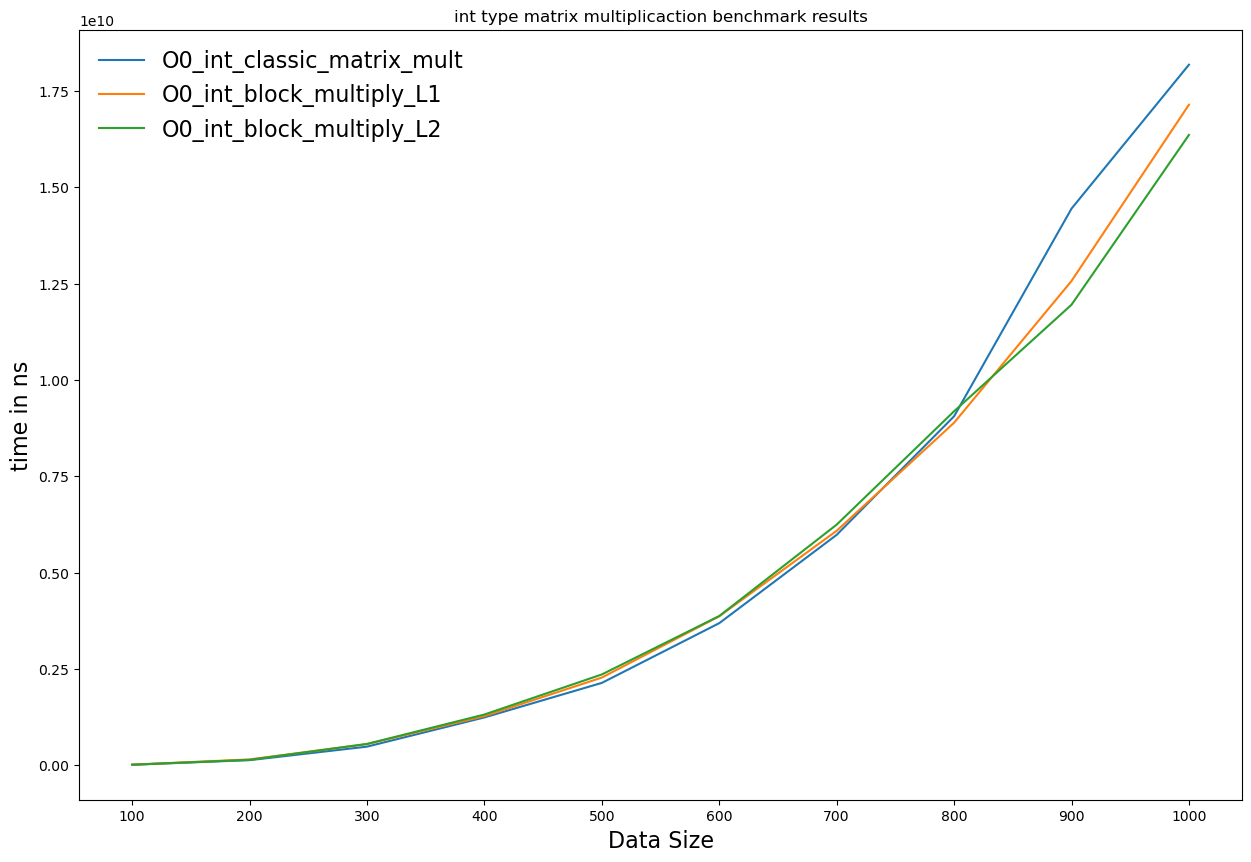 int type matrix multiplicaction benchmark results
1e10
O0_int_classic_matrix_mult
O0_int_block_multiply_L1
O0_int_block_multiply_L2
1.75
1.50
1.25
1.00
0.75
0.50
0.25
0.00
time in ns
100 200 300 400 500 600 700 800 900 1000
Data Size